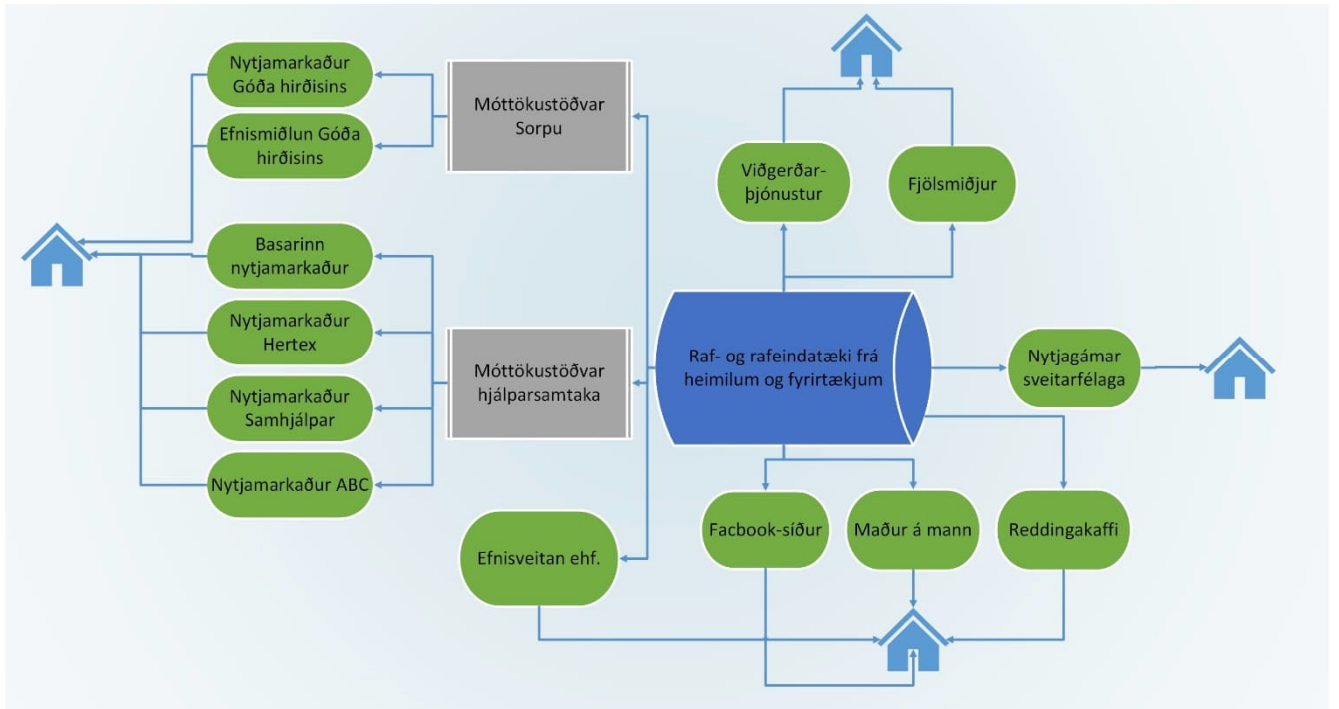 Nytjamarkaður
Góða hirðisins
Efnismiðlun Góða
hirðisins
Móttökustöðvar
Sorpu
Viðgerðar-
þjónustur
Fjölsmiðjur
Basarinn
nytjamarkaður
Nytjamarkaður
Hertex
Nytjamarkaður
Samhjálpar
Nytjamarkaður ABC
Móttökustöðvar
hjálparsamtaka
Raf- og rafeindatæki frá
heimilum og fyrirtækjum
Nytjagámar
sveitarfélaga
Efnisveitan ehf.
Facbook-síður
Maður á mann
Reddingakaffi